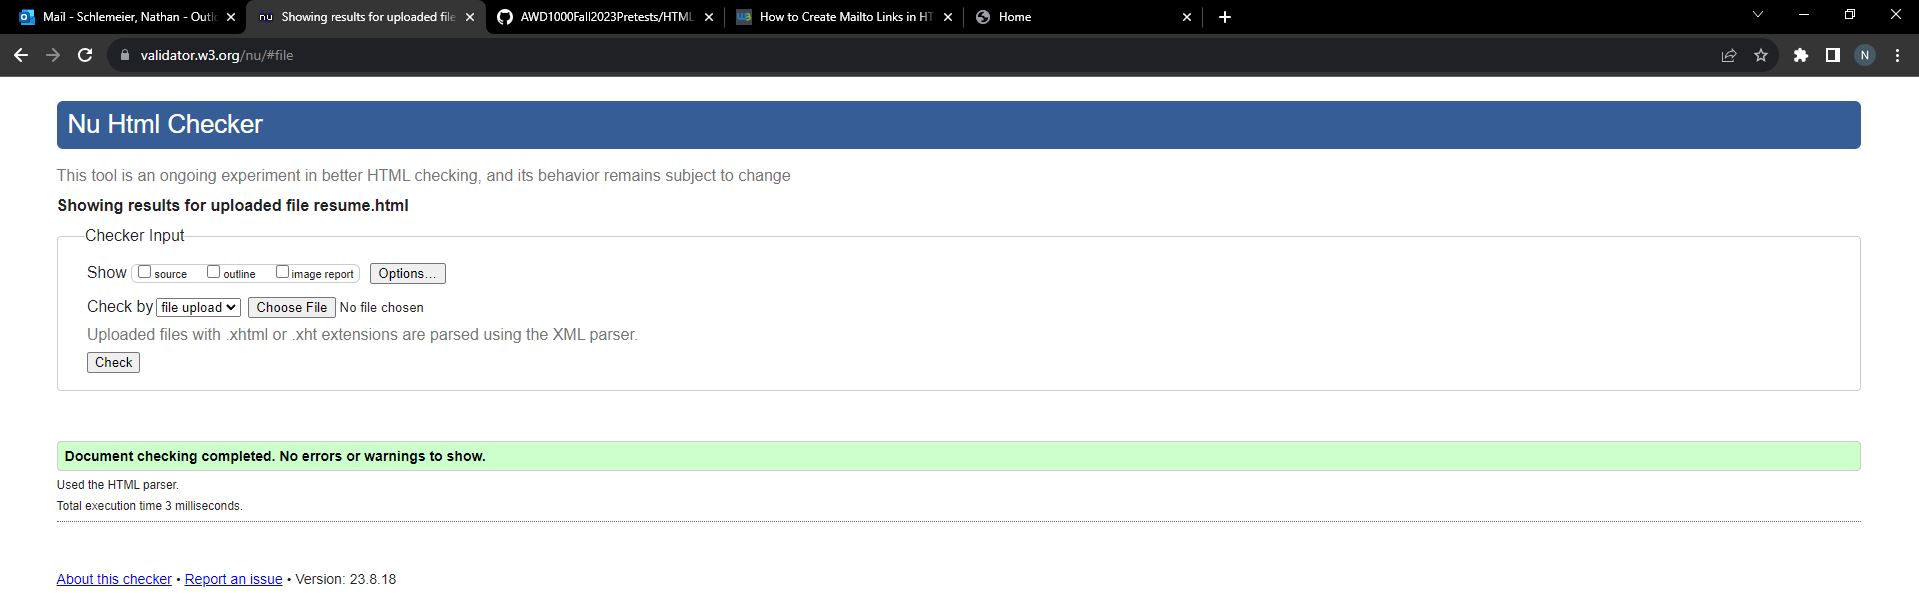 Mail - Schlemeier, Nathan - Outl
nu Showing results for uploaded file
AWD1000Fall2023Pretests/HTML
W3 How to Create Mailto Links in HT
Home
validator.w3.org/nu/#file
N
Nu Html Checker
This tool is an ongoing experiment in better HTML checking, and its behavior remains subject to change
Showing results for uploaded file resume.html
Checker Input
Show source outline image report Options...
Check by file upload Choose File No file chosen
Uploaded files with .xhtml or .xht extensions are parsed using the XML parser.
Check
Document checking completed. No errors or warnings to show.
Used the HTML parser.
Total execution time 3 milliseconds.
About this checker • Report an issue • Version: 23.8.18